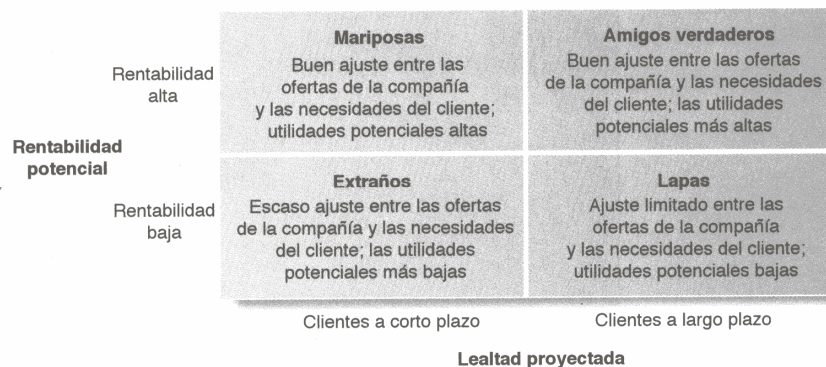 Rentabilidad
potencial
Rentabilidad
alta
Mariposas
Buen ajuste entre las
ofertas de la compañía
y las necesidades del cliente;
utilidades potenciales altas
Amigos verdaderos
Buen ajuste entre las ofertas
de la compañía y las necesidades
del cliente; las utilidades
potenciales más altas
Rentabilidad
baja
Extraños
Escaso ajuste entre las ofertas
de la compañía y las necesidades
del cliente; las utilidades
potenciales más bajas
Lapas
Ajuste limitado entre las
ofertas de la compañía
y las necesidades del cliente;
utilidades potenciales bajas
Clientes a corto plazo
Clientes a largo plazo
Lealtad proyectada